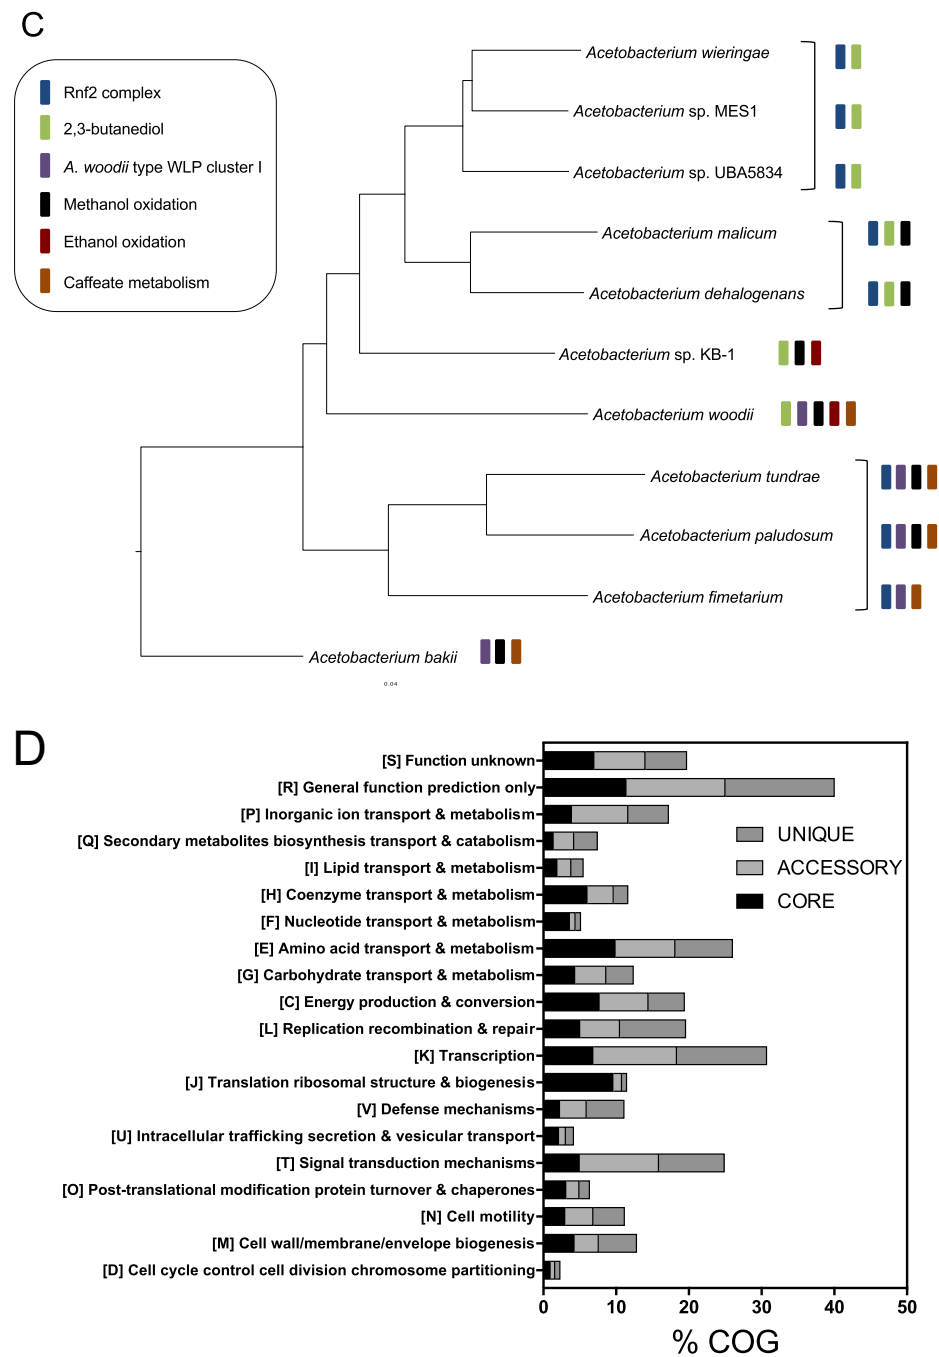 C
Rnf2 complex
2,3-butanediol
A. woodii type WLP cluster I
Methanol oxidation
Ethanol oxidation
Caffeate metabolism
Acetobacterium wieringae
Acetobacterium sp. MES1
Acetobacterium sp. UBA5834
Acetobacterium malicum
Acetobacterium dehalogenans
Acetobacterium sp. KB-1
Acetobacterium woodii
Acetobacterium tundrae
Acetobacterium paludosum
Acetobacterium fimetarium
Acetobacterium bakii
0.04
D
[S] Function unknown
[R] General function prediction only
[P] Inorganic ion transport & metabolism
[Q] Secondary metabolites biosynthesis transport & catabolism
[I] Lipid transport & metabolism
[H] Coenzyme transport & metabolism
[F] Nucleotide transport & metabolism
[E] Amino acid transport & metabolism
[G] Carbohydrate transport & metabolism
[C] Energy production & conversion
[L] Replication recombination & repair
[K] Transcription
[J] Translation ribosomal structure & biogenesis
[V] Defense mechanisms
[U] Intracellular trafficking secretion & vesicular transport
[T] Signal transduction mechanisms
[O] Post-translational modification protein turnover & chaperones
[N] Cell motility
[M] Cell wall/membrane/envelope biogenesis
[D] Cell cycle control cell division chromosome partitioning
UNIQUE
ACCESSORY
CORE
0 10 20 30 40 50
% COG